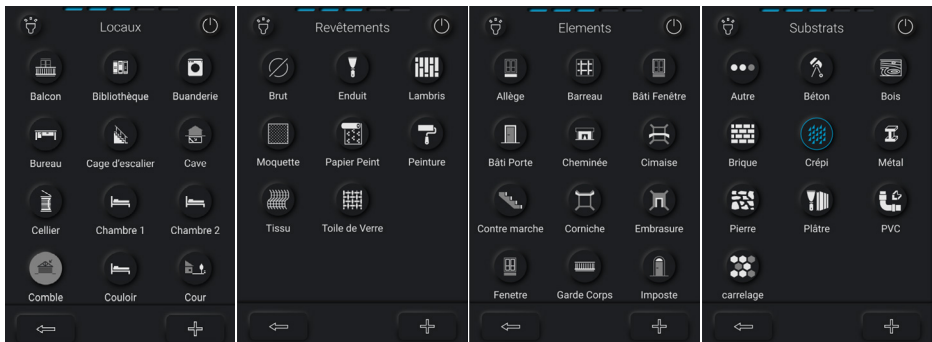 Locaux
Balcon Bibliothèque Buanderie
Bureau Cage d'escalier Cave
Cellier Chambre 1 Chambre 2
Comble Couloir Cour
Revêtements
Brut Enduit Lambris
Moquette Papier Peint Peinture
Tissu Toile de Verre
Elements
Allège Barreau Bâti Fenêtre
Bâti Porte Cheminée Cimaise
Contre marche Corniche Embrasure
Fenetre Garde Corps Imposte
Substrats
Autre Béton Bois
Brique Crépi Métal
Pierre Plâtre PVC
carrelage